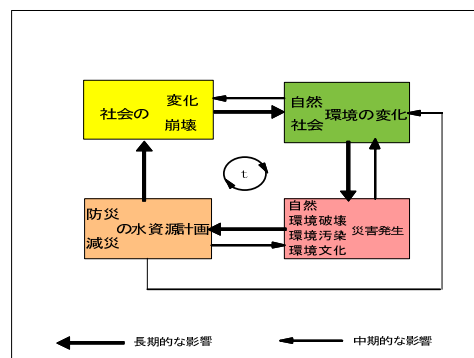 社会の 変化
崩壊
自然
社会 環境の変化
t
防災
減災 の水資源計画
自然
環境破壊
環境汚染 災害発生
環境文化
長期的な影響
中期的な影響